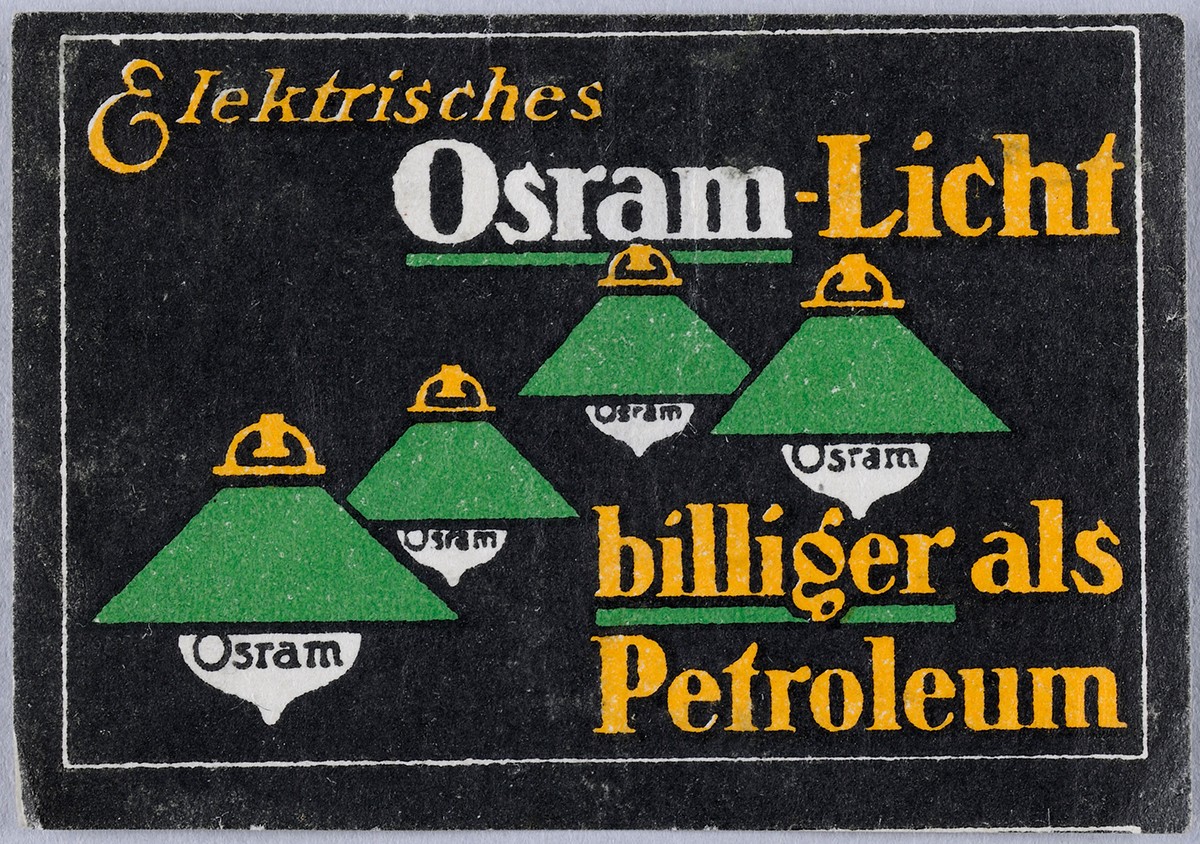 Elektrisches
Osram-Licht
Osram
Osram
Osram
Osram
billiger als
Petroleum